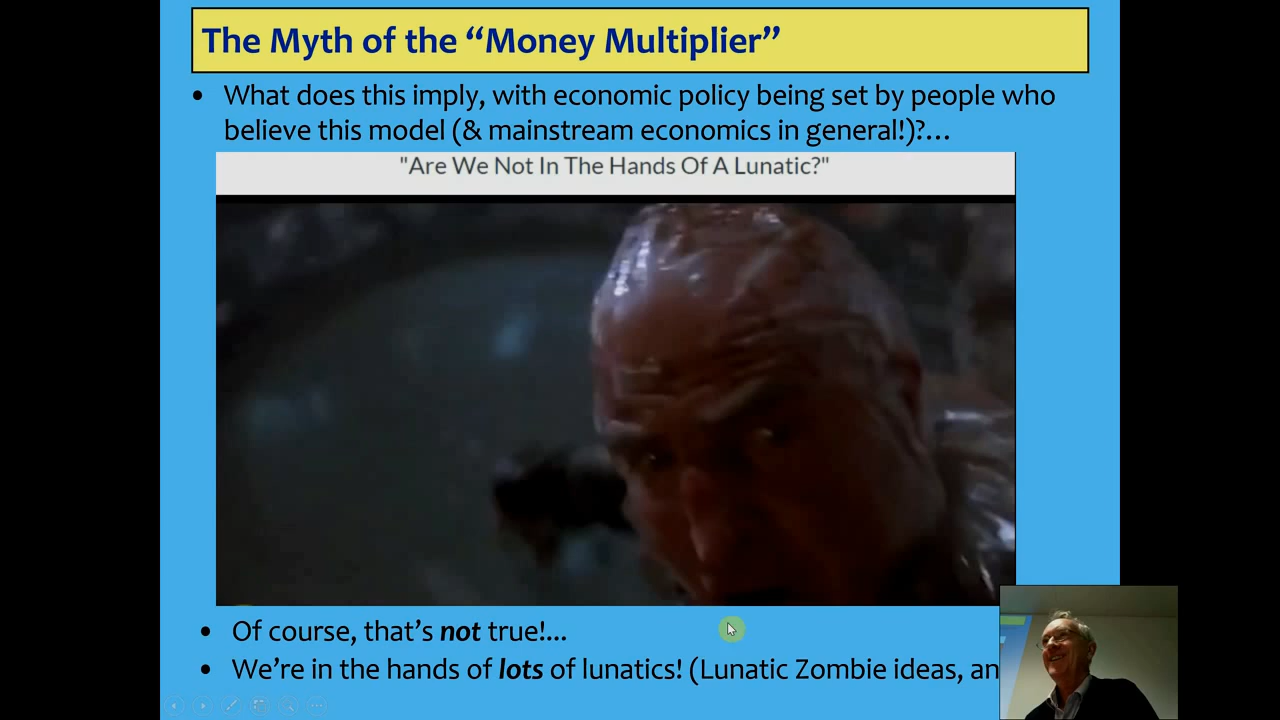 The Myth of the “Money Multiplier”
• What does this imply, with economic policy being set by people who
believe this model (& mainstream economics in general!)?…
"Are We Not In The Hands Of A Lunatic?"
• Of course, that’s not true!...
• We’re in the hands of lots of lunatics! (Lunatic Zombie ideas, an